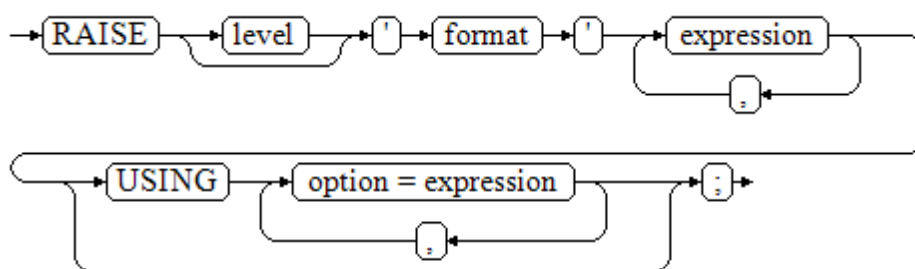 RAISE level ' format ' expression
,
USING option = expression ;
,